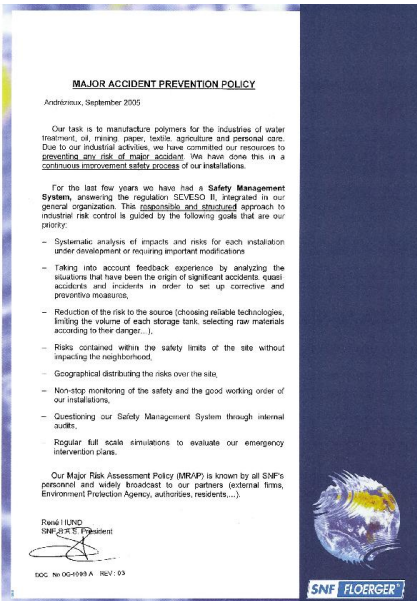 MAJOR ACCIDENT PREVENTION POLICY
Andrézieux, September 2005
Our task is to manufacture polymers for the industries of water
treatment, oil, mining, paper, textile, agriculture and personal care.
Due to our industrial activities, we have committed our resources to
preventing any risk of major accident. We have done this in a
continuous improvement safety process of our installations.
For the last few years we have had a Safety Management
System, answering the regulation SEVESO II, integrated in our
general organization. This responsible and structured approach to
industrial risk control is guided by the following goals that are our
priority:
– Systematic analysis of impacts and risks for each installation
under development or requiring important modifications
– Taking into account feedback experience by analyzing the
situations that have been the origin of significant accidents, quasi-
accidents and incidents in order to set up corrective and
preventive measures,
– Reduction of the risk to the source (choosing reliable technologies,
limiting the volume of each storage tank, selecting raw materials
according to their danger...),
– Risks contained within the safety limits of the site without
impacting the neighborhood,
– Geographical distributing the risks over the site,
– Non-stop monitoring of the safety and the good working order of
our installations,
– Questioning our Safety Management System through internal
audits,
– Regular full scale simulations to evaluate our emergency
intervention plans.
Our Major Risk Assessment Policy (MRAP) is known by all SNF's
personnel and widely broadcast to our partners (external firms,
Environment Protection Agency, authorities, residents,...).
René HUND
SNF S.A.S. President
DOC No 06-1098 A REV: 03
SNF FLOERGER